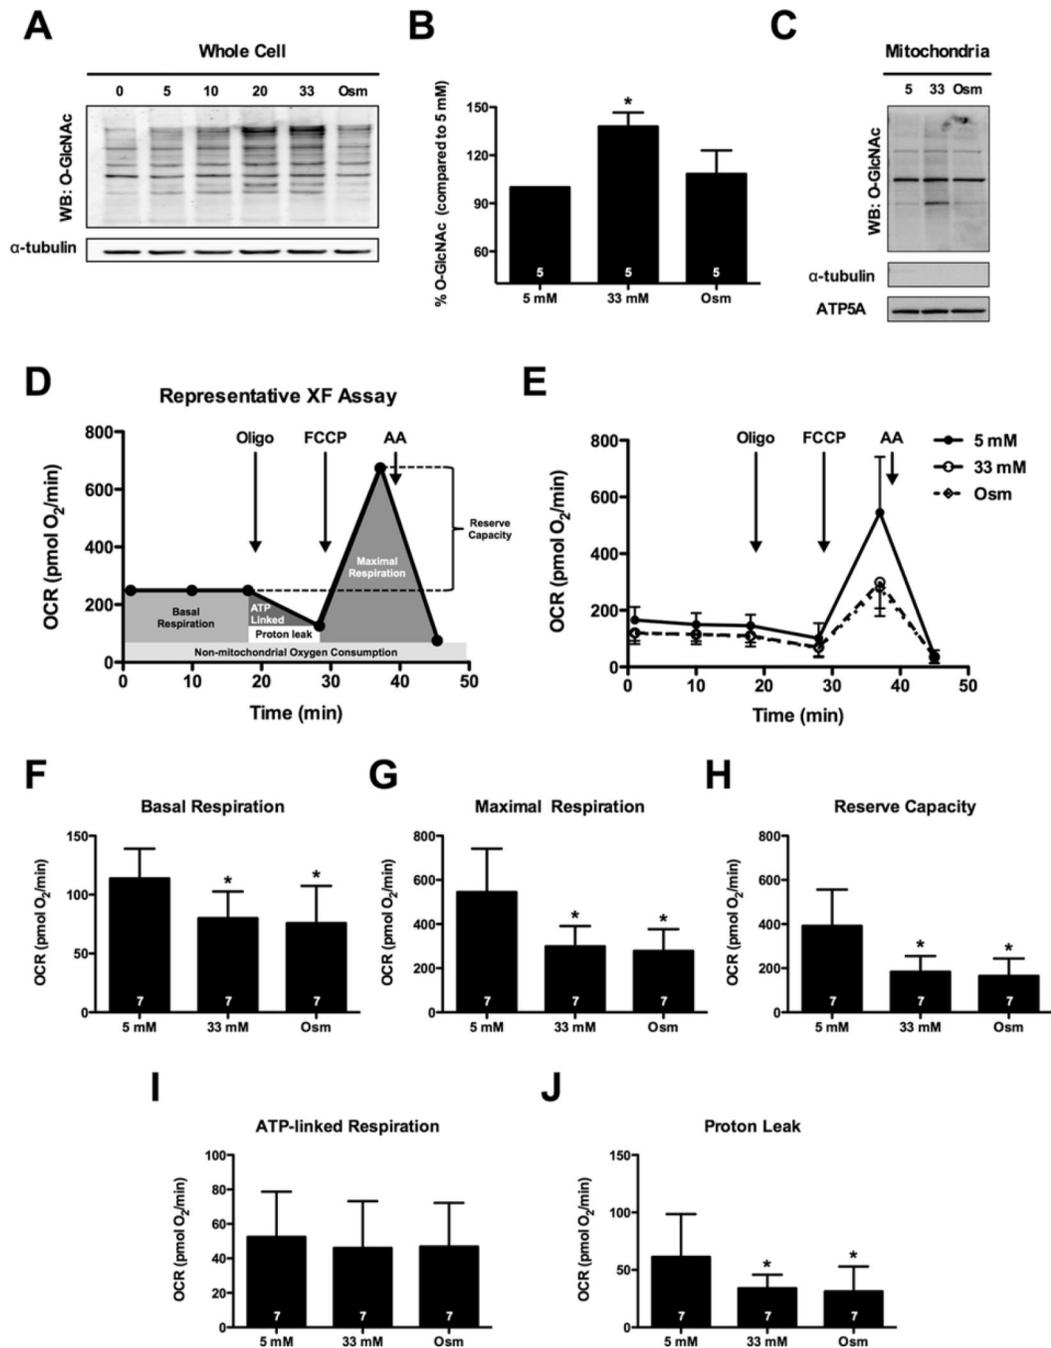 A
Whole Cell
0 5 10 20 33 Osm
WB: O-GlcNAc
α-tubulin
B
% O-GlcNAc (compared to 5 mM)
150
120
90
60
*
5 5 5
5 mM 33 mM Osm
C
Mitochondria
5 33 Osm
WB: O-GlcNAc
α-tubulin
ATP5A
D
Representative XF Assay
OCR (pmol O2/min)
800
600
400
200
0
Oligo FCCP AA
Reserve
Capacity
Maximal
Respiration
Basal
Respiration
ATP
Linked
Proton leak
Non-mitochondrial Oxygen Consumption
0 10 20 30 40 50
Time (min)
E
OCR (pmol O2/min)
800
600
400
200
0
Oligo FCCP AA
5 mM
33 mM
Osm
0 10 20 30 40 50
Time (min)
F
Basal Respiration
OCR (pmol O2/min)
150
100
50
0
* *
7 7 7
5 mM 33 mM Osm
G
Maximal Respiration
OCR (pmol O2/min)
800
600
400
200
0
* *
7 7 7
5 mM 33 mM Osm
H
Reserve Capacity
OCR (pmol O2/min)
800
600
400
200
0
* *
7 7 7
5 mM 33 mM Osm
I
ATP-linked Respiration
OCR (pmol O2/min)
100
80
60
40
20
0
7 7 7
5 mM 33 mM Osm
J
Proton Leak
OCR (pmol O2/min)
150
100
50
0
* *
7 7 7
5 mM 33 mM Osm